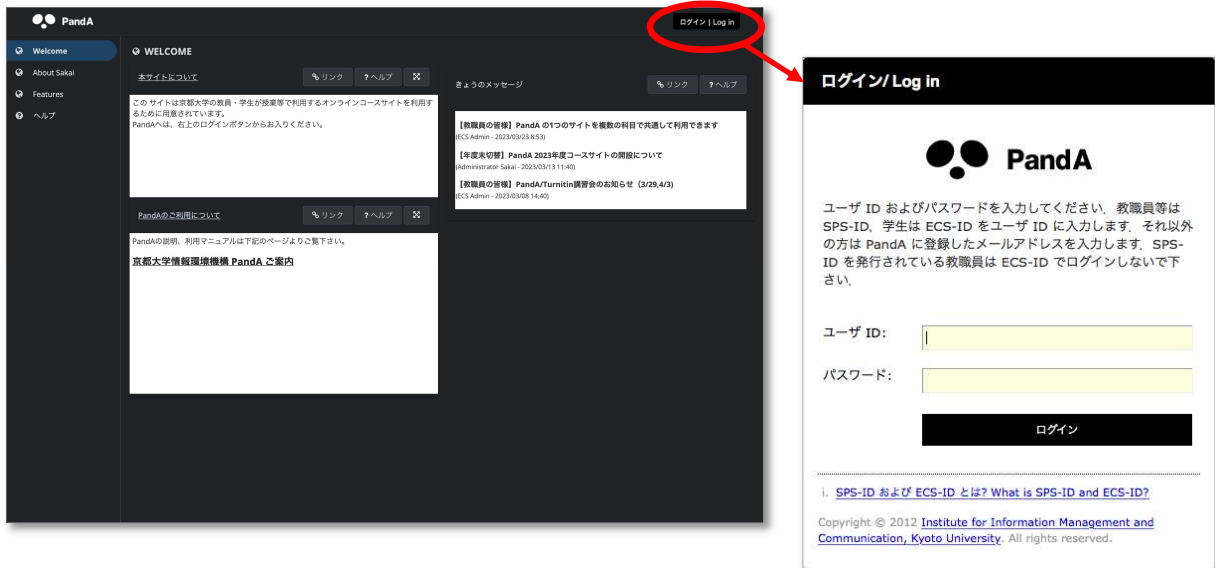 PandA
ログイン | Log in
Welcome
About Sakai
Features
ヘルプ
WELCOME
本サイトについて
リンク
? ヘルプ
この サイトは京都大学の教員・学生が授業等で利用するオンラインコースサイトを利用す
るために用意されています。
PandAへは、右上のログインボタンからお入りください。
PandAのご利用について
リンク
? ヘルプ
PandAの説明、利用マニュアルは下記のページよりご覧下さい。
京都大学情報環境機構 PandA ご案内
きょうのメッセージ
リンク
? ヘルプ
【教職員の皆様】PandA の1つのサイトを複数の科目で共通して利用できます
(ECS Admin - 2023/03/23 8:53)
【年度末切替】PandA 2023年度コースサイトの開設について
(Administrator Sakai - 2023/03/13 11:40)
【教職員の皆様】PandA/Turnitin講習会のお知らせ（3/29,4/3)
(ECS Admin - 2023/03/08 14:40)
ログイン/ Log in
PandA
ユーザ ID およびパスワードを入力してください．教職員等は
SPS-ID，学生は ECS-ID をユーザ ID に入力します．それ以外
の方は PandA に登録したメールアドレスを入力します．SPS-
ID を発行されている教職員は ECS-ID でログインしないで下
さい．
ユーザ ID:
パスワード:
ログイン
i. SPS-ID および ECS-ID とは? What is SPS-ID and ECS-ID?
Copyright © 2012 Institute for Information Management and
Communication, Kyoto University. All rights reserved.